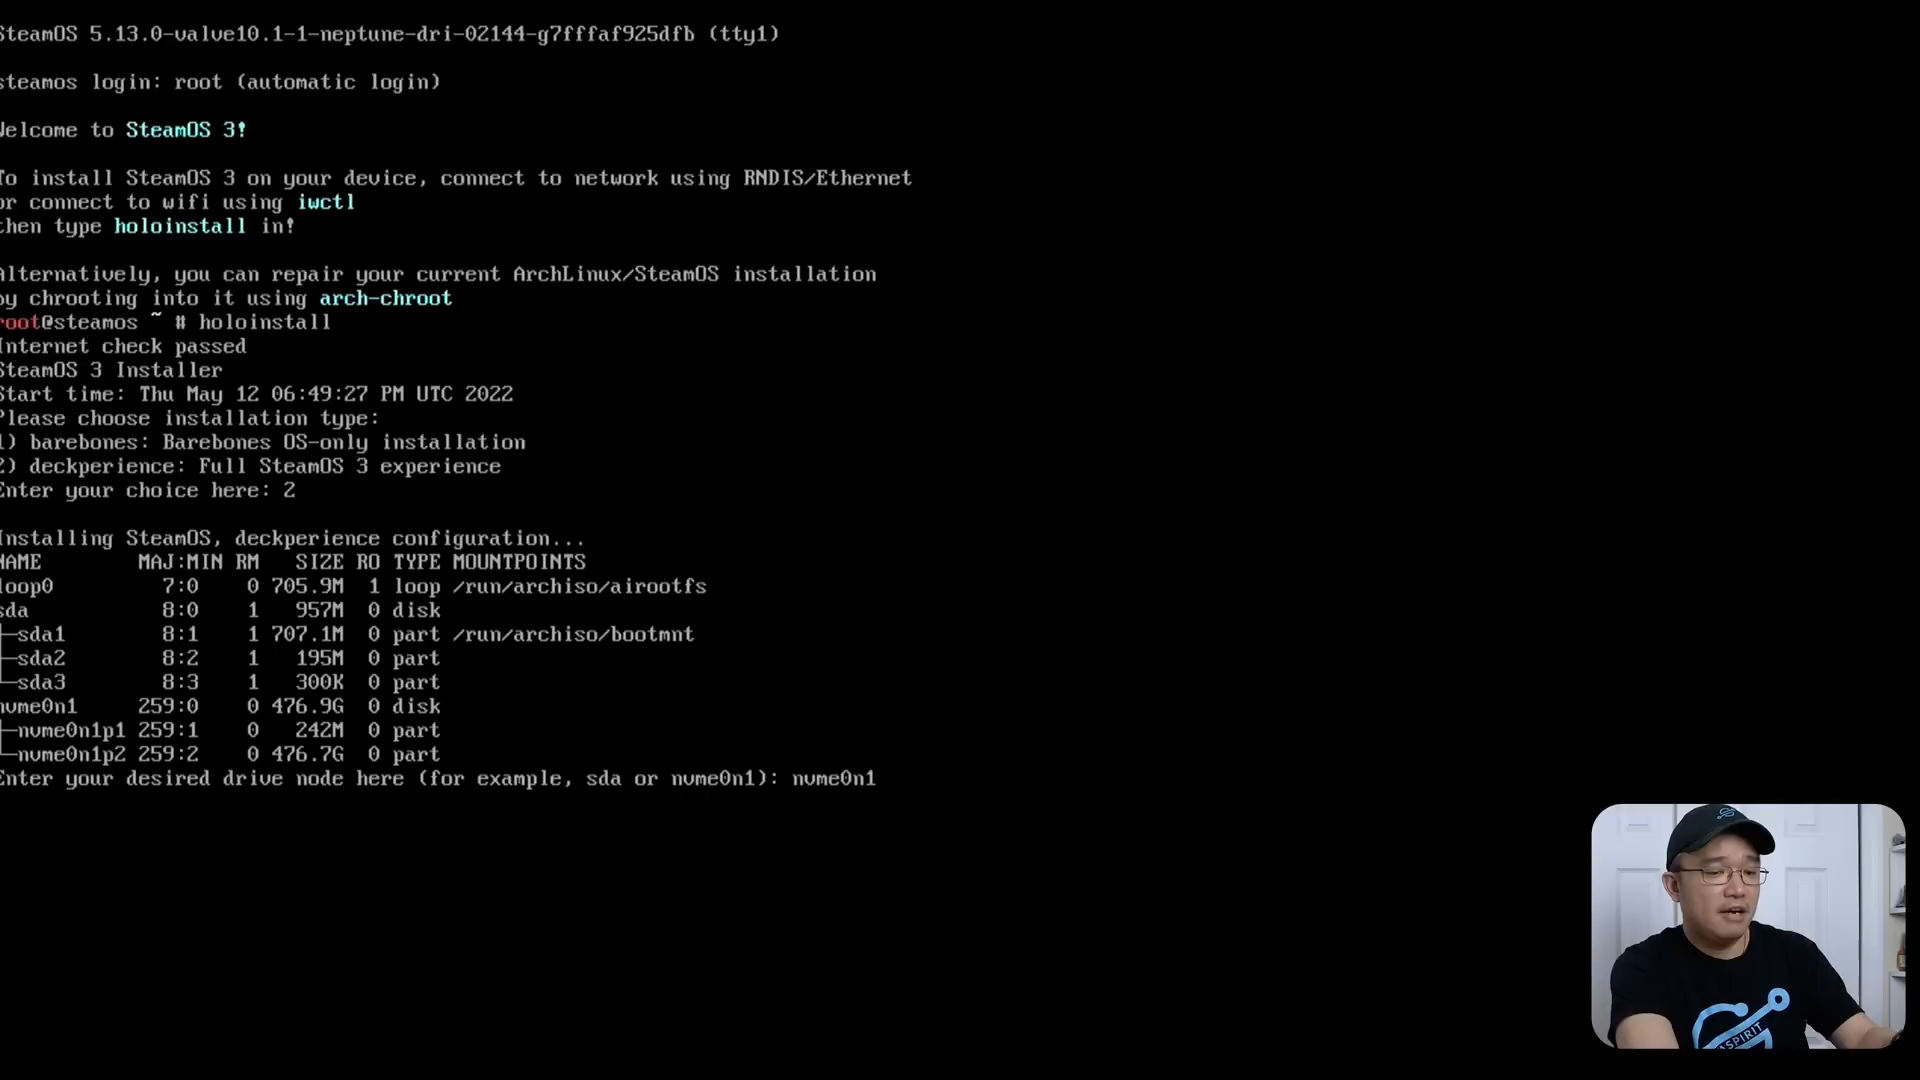 SteamOS 5.13.0-valve10.1-1-neptune-dri-02144-g7fffaf925dfb (tty1)
steamos login: root (automatic login)
Welcome to SteamOS 3!
To install SteamOS 3 on your device, connect to network using RNDIS/Ethernet
or connect to wifi using iwctl
then type holoinstall in!
Alternatively, you can repair your current ArchLinux/SteamOS installation
by chrooting into it using arch-chroot
root@steamos ~ # holoinstall
Internet check passed
SteamOS 3 Installer
Start time: Thu May 12 06:49:27 PM UTC 2022
Please choose installation type:
1) barebones: Barebones OS-only installation
2) deckperience: Full SteamOS 3 experience
Enter your choice here: 2
Installing SteamOS, deckperience configuration...
NAME MAJ:MIN RM SIZE RO TYPE MOUNTPOINTS
loop0 7:0 0 705.9M 1 loop /run/archiso/airootfs
sda 8:0 1 957M 0 disk
├─sda1 8:1 1 707.1M 0 part /run/archiso/bootmnt
├─sda2 8:2 1 195M 0 part
└─sda3 8:3 1 300K 0 part
nvme0n1 259:0 0 476.9G 0 disk
├─nvme0n1p1 259:1 0 242M 0 part
└─nvme0n1p2 259:2 0 476.7G 0 part
Enter your desired drive node here (for example, sda or nvme0n1): nvme0n1
ASPIRIT